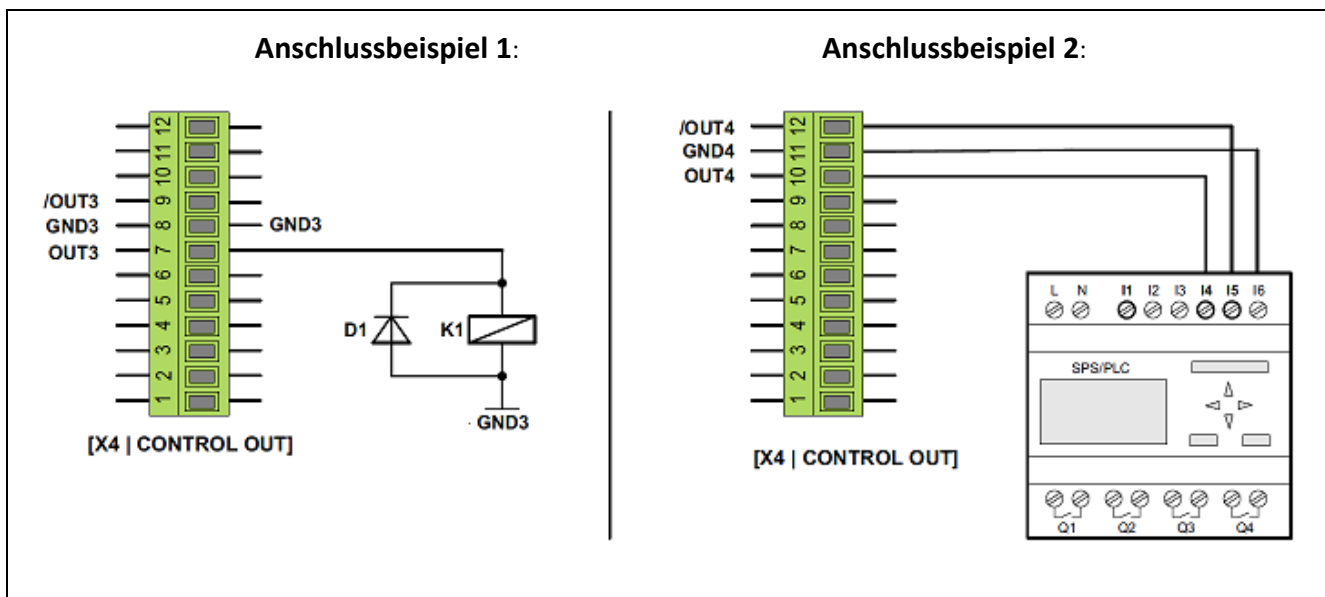 Anschlussbeispiel 1:
12
11
10
/OUT3 9
GND3 8 GND3
OUT3 7
6
5
4
3
2
1
D1 K1
GND3
[X4 | CONTROL OUT]
Anschlussbeispiel 2:
/OUT4 12
GND4 11
OUT4 10
9
8
7
6
5
4
3
2
1
[X4 | CONTROL OUT]
L N I1 I2 I3 I4 I5 I6
SPS/PLC
Q1 Q2 Q3 Q4